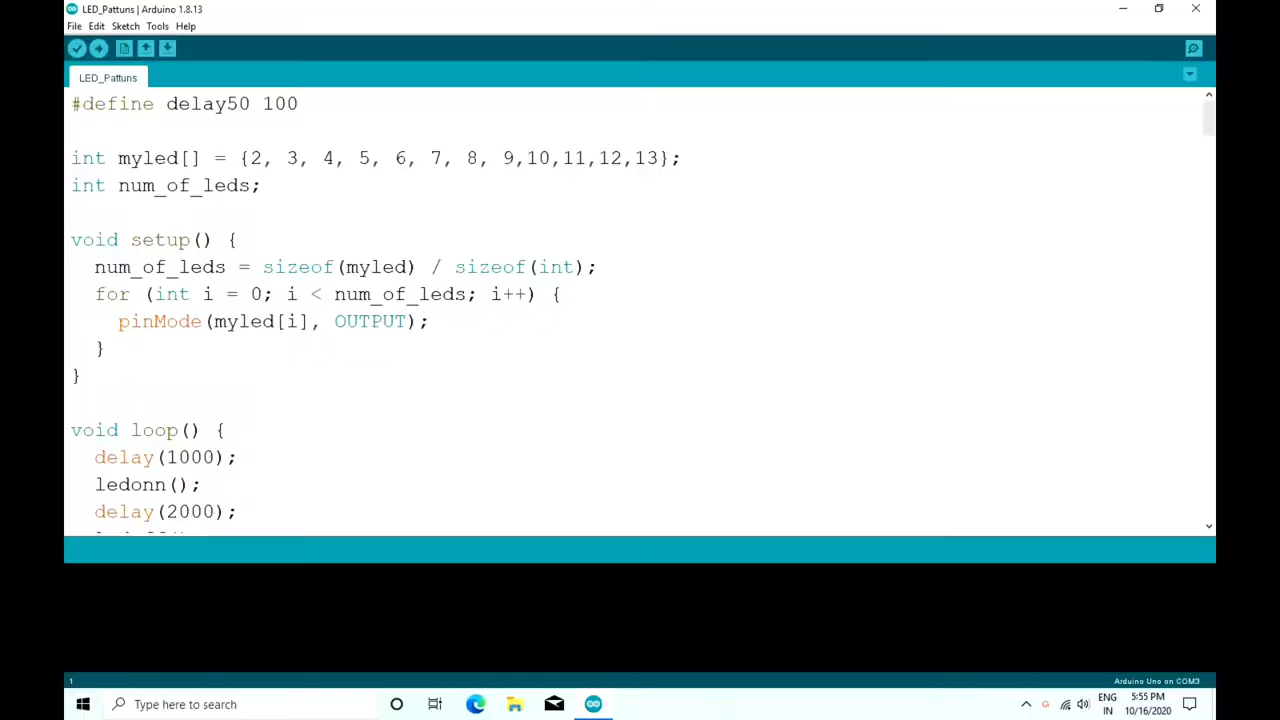 LED_Pattuns | Arduino 1.8.13
File Edit Sketch Tools Help
LED_Pattuns
#define delay50 100
int myled[] = {2, 3, 4, 5, 6, 7, 8, 9,10,11,12,13};
int num_of_leds;
void setup() {
num_of_leds = sizeof(myled) / sizeof(int);
for (int i = 0; i < num_of_leds; i++) {
pinMode(myled[i], OUTPUT);
}
}
void loop() {
delay(1000);
ledonn();
delay(2000);
1
Arduino Uno on COM3
Type here to search
ENG
IN
5:55 PM
10/16/2020